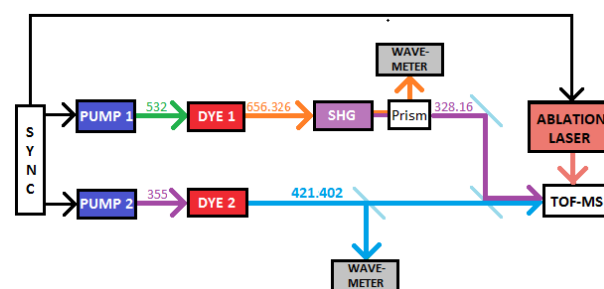 WAVE-
METER
532
656.326
328.16
S
Y
N
C
PUMP 1
DYE 1
SHG
Prism
ABLATION
LASER
355
421.402
PUMP 2
DYE 2
TOF-MS
WAVE-
METER